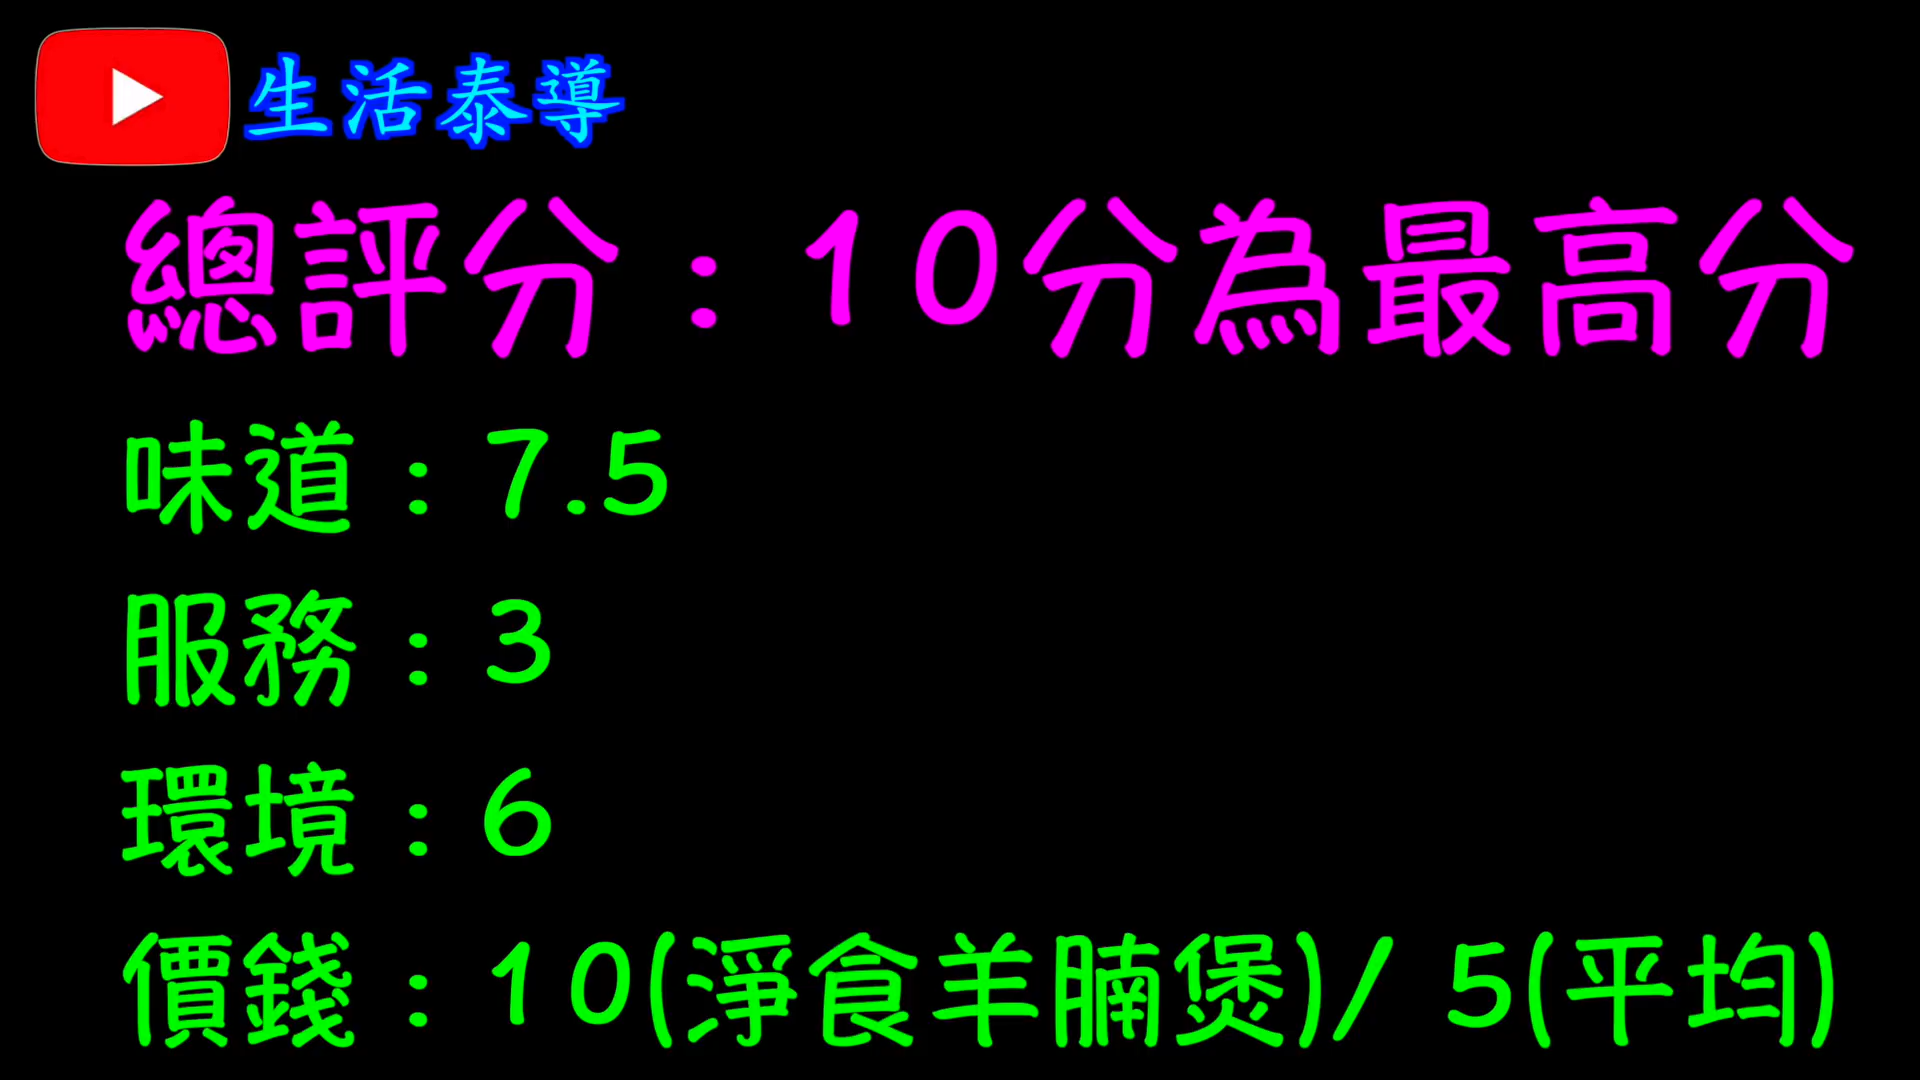 生活泰導
總評分：10分為最高分
味道：7.5
服務：3
環境：6
價錢：10(淨食羊腩煲)/ 5(平均)